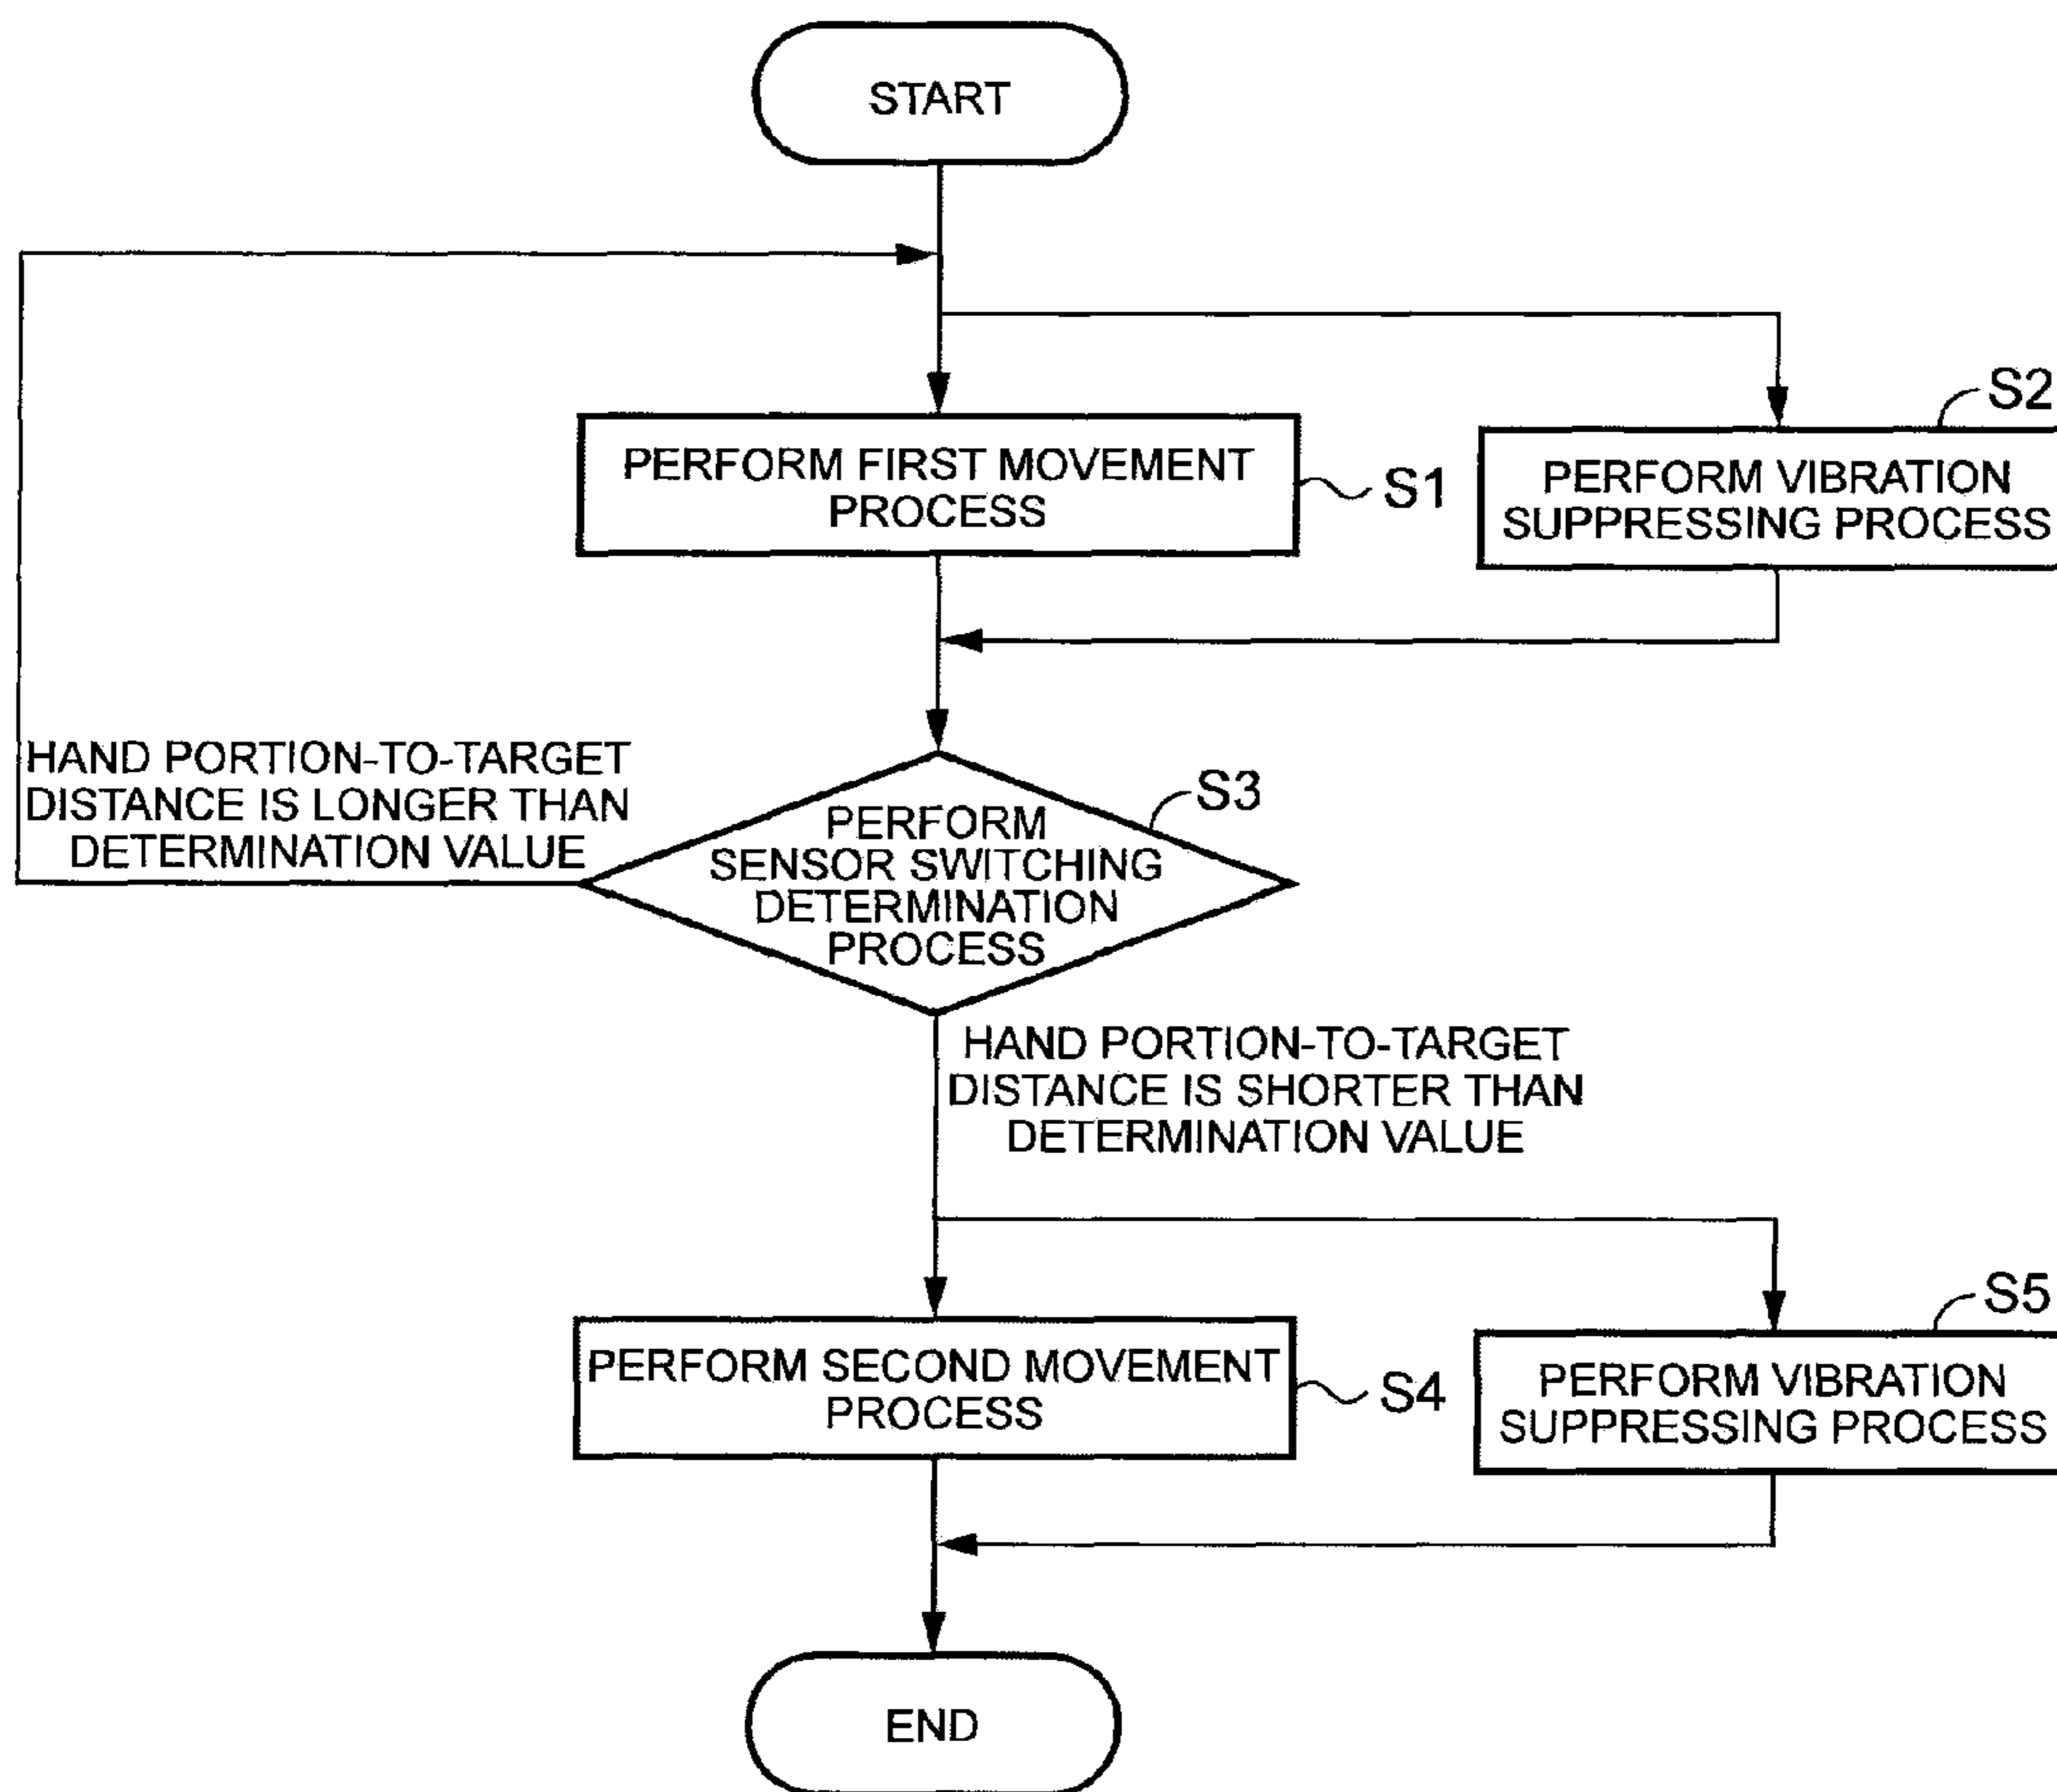 START
S2
PERFORM FIRST MOVEMENT
PROCESS
S1
PERFORM VIBRATION
SUPPRESSING PROCESS
HAND PORTION-TO-TARGET
DISTANCE IS LONGER THAN
DETERMINATION VALUE
S3
PERFORM
SENSOR SWITCHING
DETERMINATION
PROCESS
HAND PORTION-TO-TARGET
DISTANCE IS SHORTER THAN
DETERMINATION VALUE
S5
PERFORM SECOND MOVEMENT
PROCESS
S4
PERFORM VIBRATION
SUPPRESSING PROCESS
END